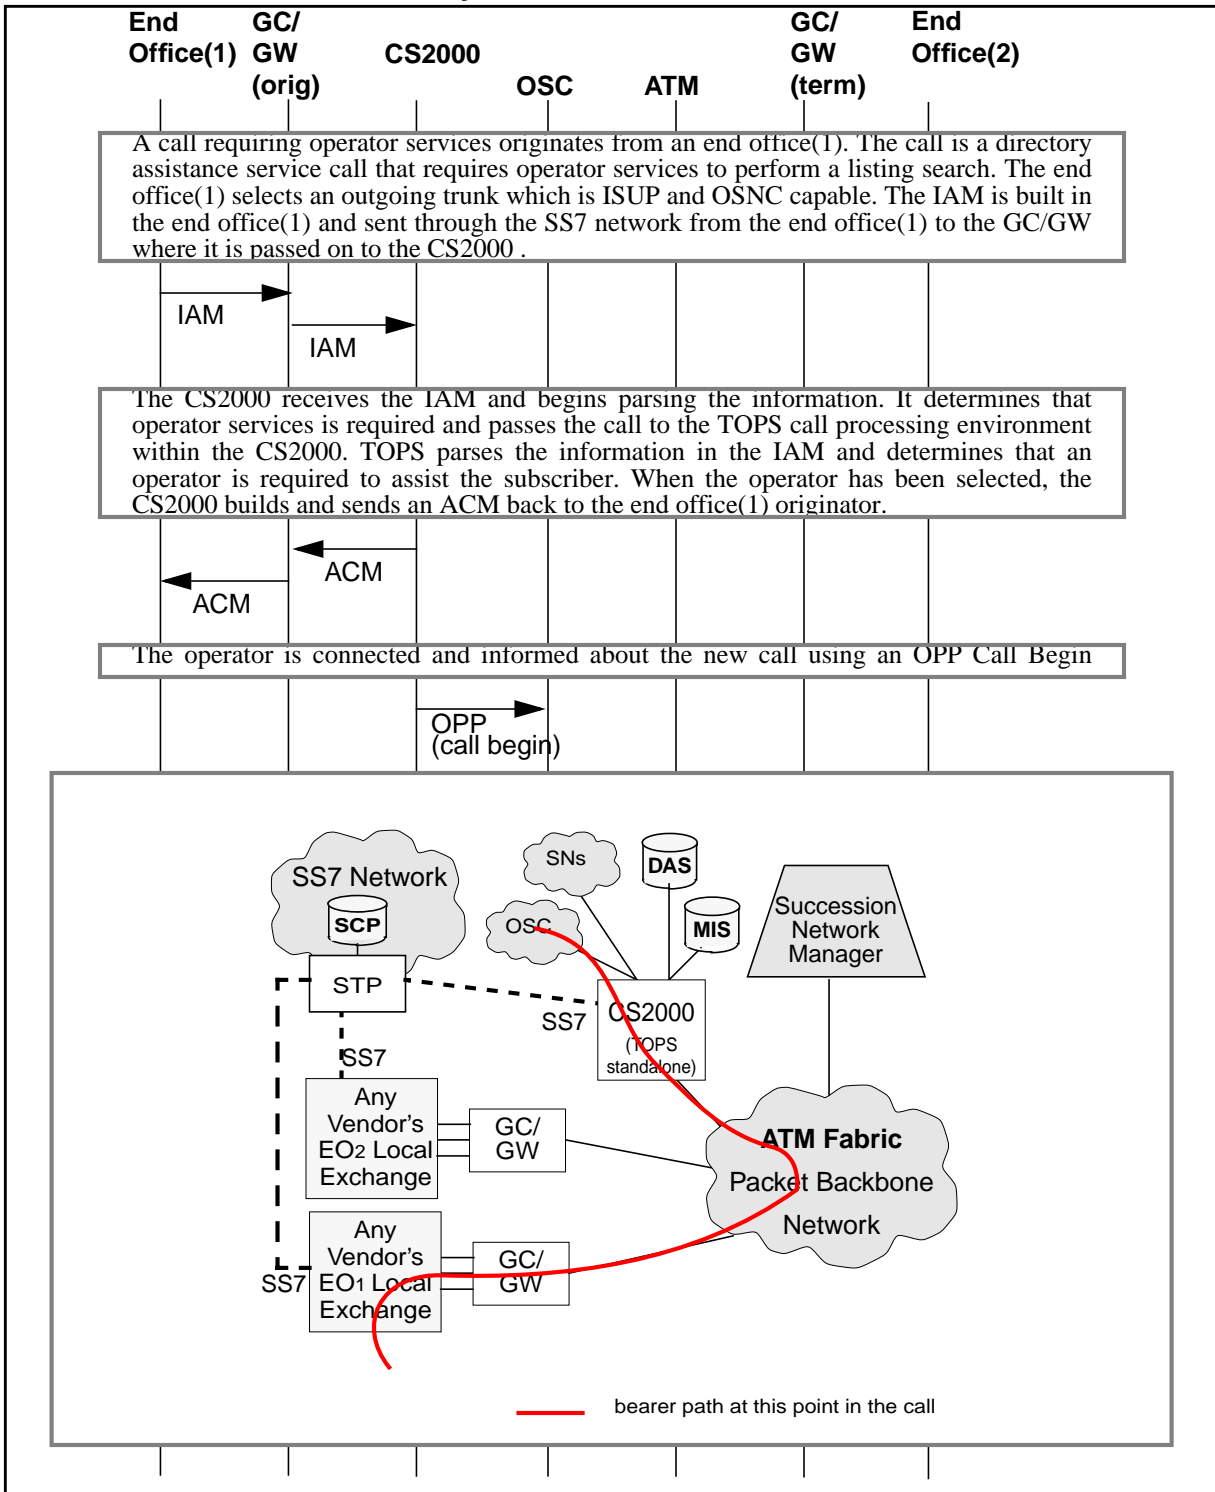 End Office(1)
GC/ GW (orig)
CS2000
OSC
ATM
GC/ GW (term)
End Office(2)
A call requiring operator services originates from an end office(1). The call is a directory
assistance service call that requires operator services to perform a listing search. The end
office(1) selects an outgoing trunk which is ISUP and OSNC capable. The IAM is built in
the end office(1) and sent through the SS7 network from the end office(1) to the GC/GW
where it is passed on to the CS2000 .
IAM
IAM
The CS2000 receives the IAM and begins parsing the information. It determines that
operator services is required and passes the call to the TOPS call processing environment
within the CS2000. TOPS parses the information in the IAM and determines that an
operator is required to assist the subscriber. When the operator has been selected, the
CS2000 builds and sends an ACM back to the end office(1) originator.
ACM
ACM
The operator is connected and informed about the new call using an OPP Call Begin
OPP
(call begin)
SS7 Network
SCP
STP
SNs
DAS
OSC
MIS
Succession
Network
Manager
SS7
CS2000
(TOPS
standalone)
SS7
Any
Vendor's
EO2 Local
Exchange
GC/
GW
ATM Fabric
Packet Backbone
Network
SS7
Any
Vendor's
EO1 Local
Exchange
GC/
GW
bearer path at this point in the call